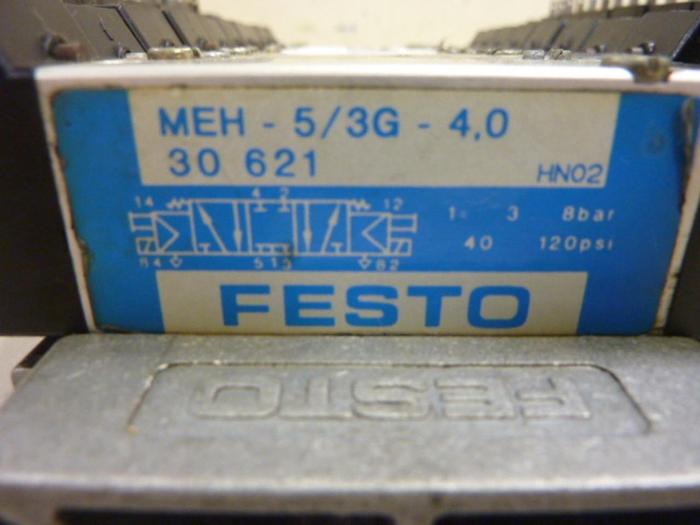 MEH - 5/3G - 4,0
30 621
HN02
14 4 2 12
1= 3 8bar
40 120psi
84 5 1 3 82
FESTO
FESTO